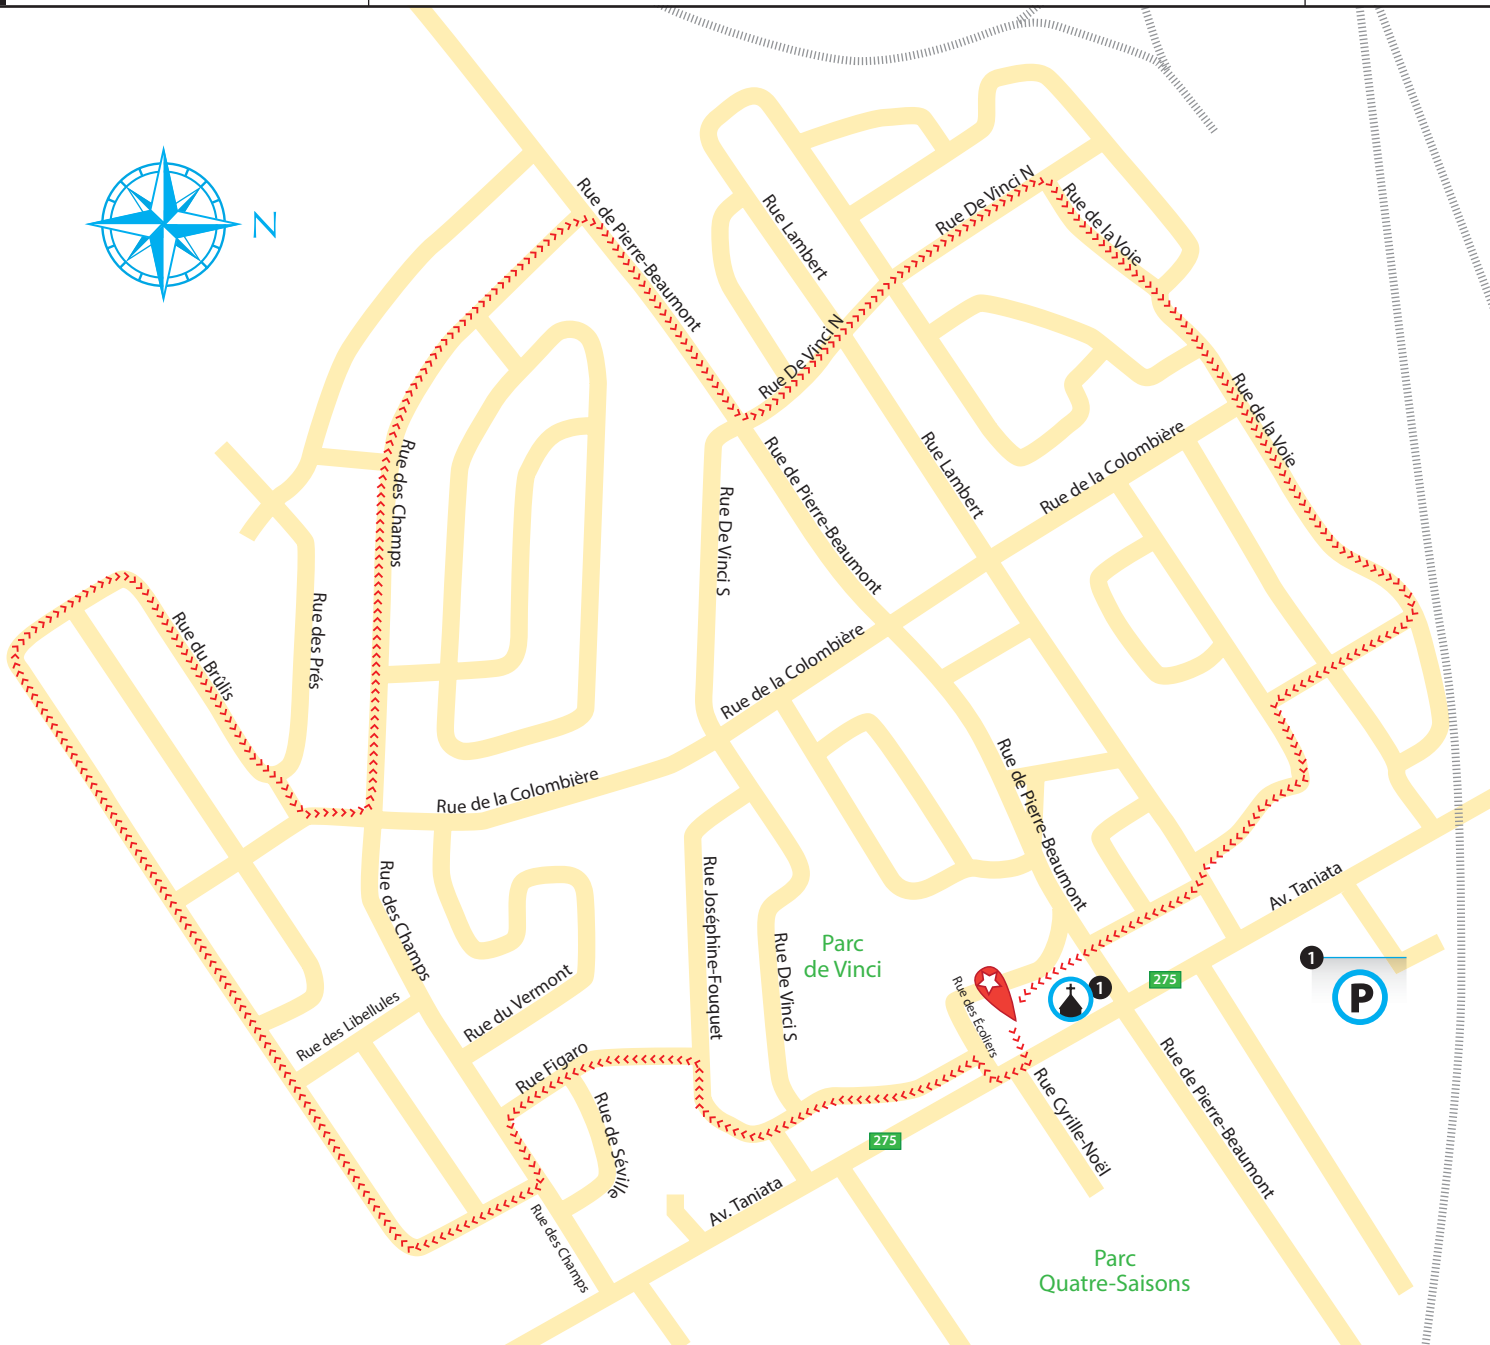 N
Rue de Pierre-Beaumont
Rue Lambert
Rue De Vinci N
Rue de la Voie
Rue De Vinci N
Rue de la Voie
Rue des Champs
Rue de Pierre-Beaumont
Rue Lambert
Rue de la Colombière
Rue De Vinci S
Rue des Prés
Rue du Brûlis
Rue de la Colombière
Rue de la Colombière
Rue de Pierre-Beaumont
Rue des Champs
Rue Joséphine-Fouquet
Rue De Vinci S
Parc
de Vinci
Av. Taniata
Rue des Libellules
Rue du Vermont
Rue des Écoliers
1
275
1
P
Rue Figaro
Rue de Séville
Rue Cyrille-Noël
Rue de Pierre-Beaumont
275
Av. Taniata
Rue des Champs
Parc
Quatre-Saisons